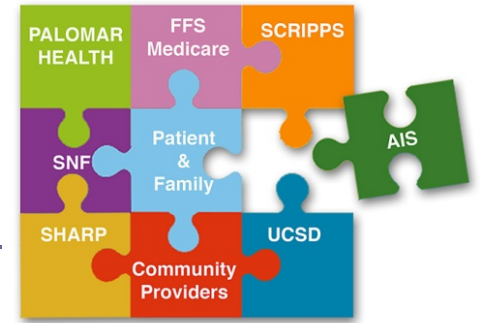 PALOMAR
HEALTH
FFS
Medicare
SCRIPPS
SNF
Patient
&
Family
AIS
SHARP
Community
Providers
UCSD